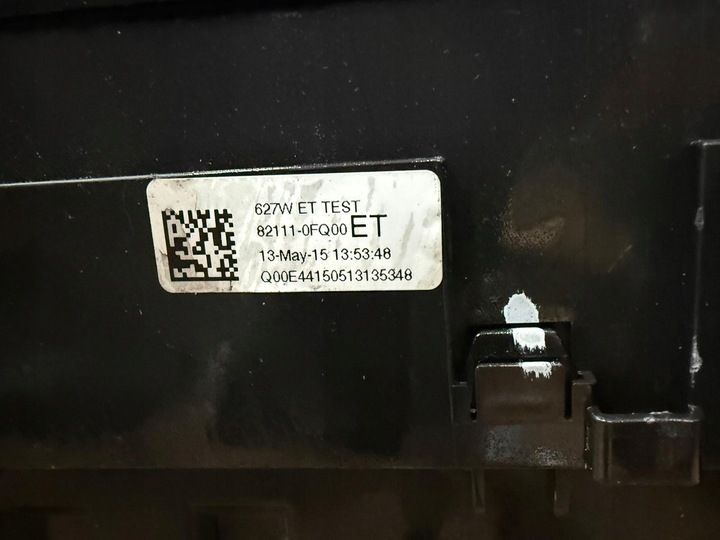 627W ET TEST
82111-0FQ00 ET
13-May-15 13:53:48
Q00E44150513135348